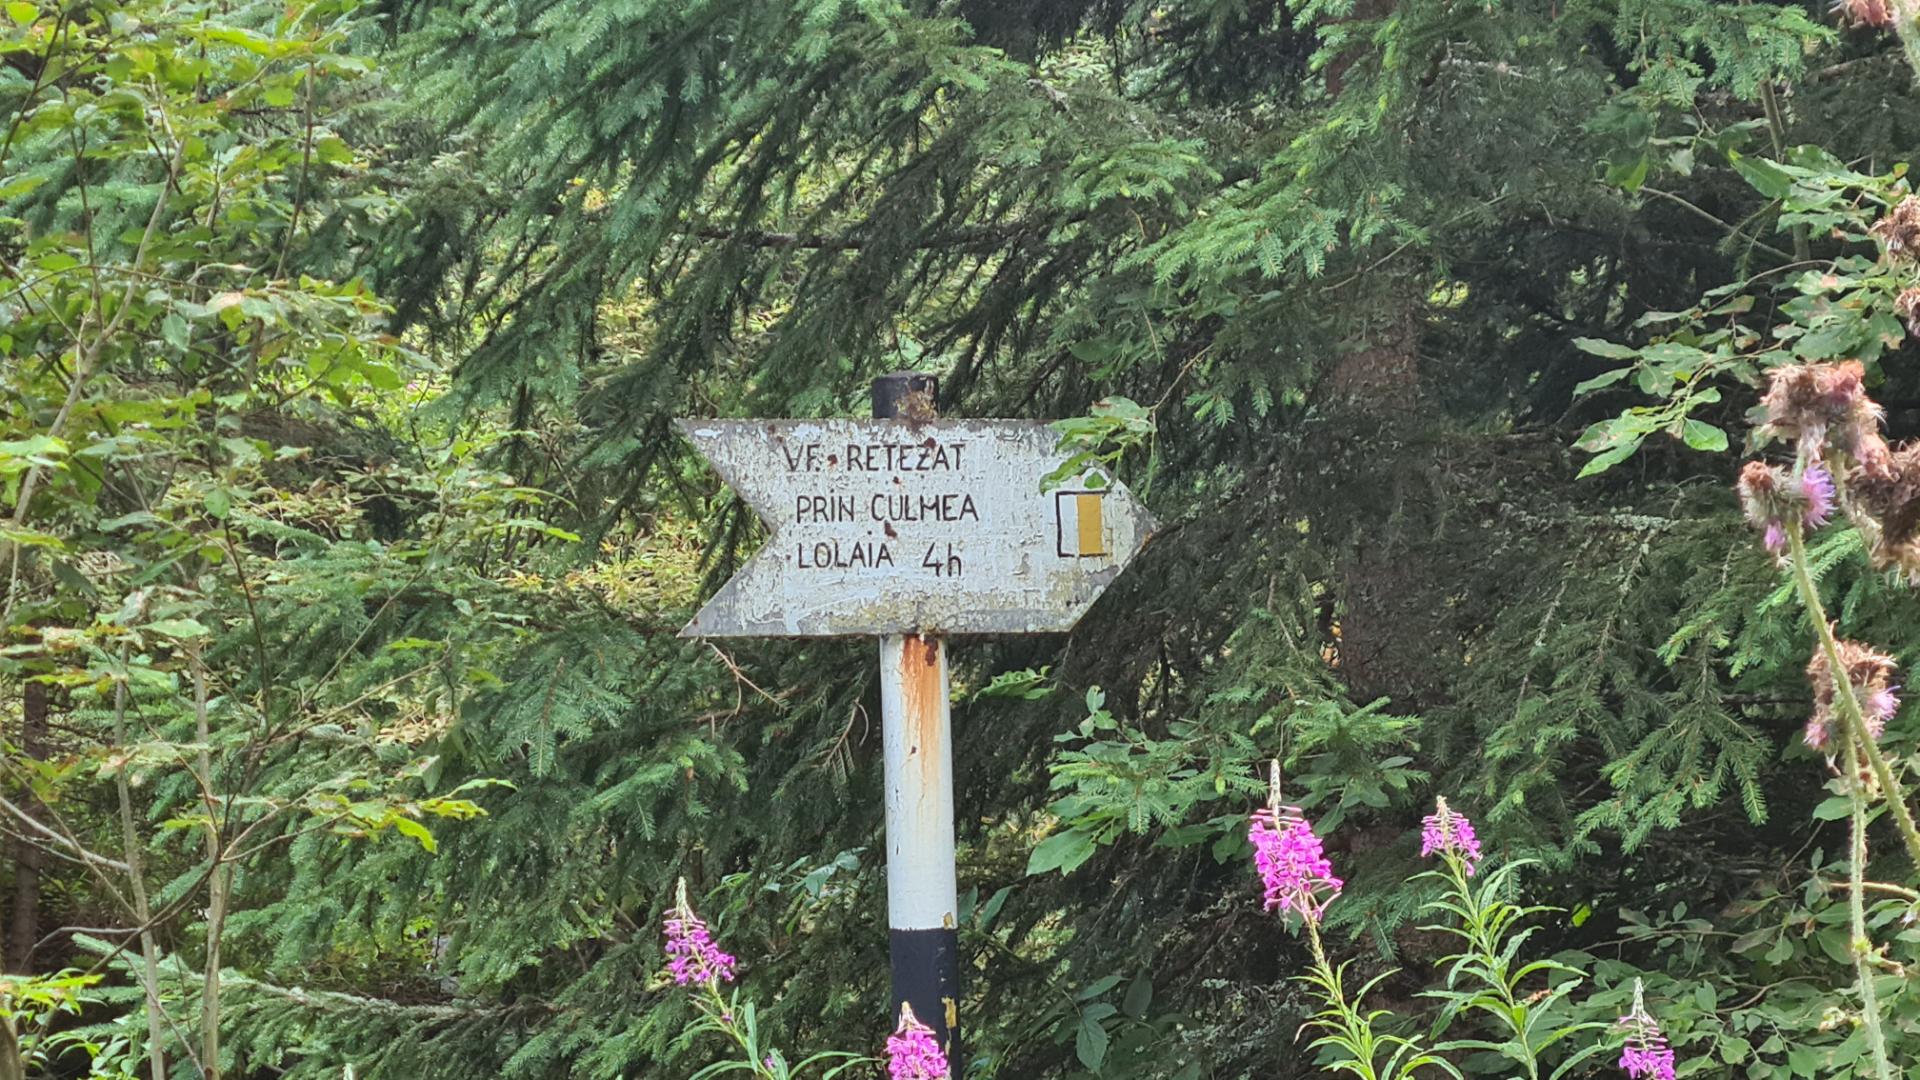 VF. RETEZAT
PRIN CULMEA
LOLAIA 4h